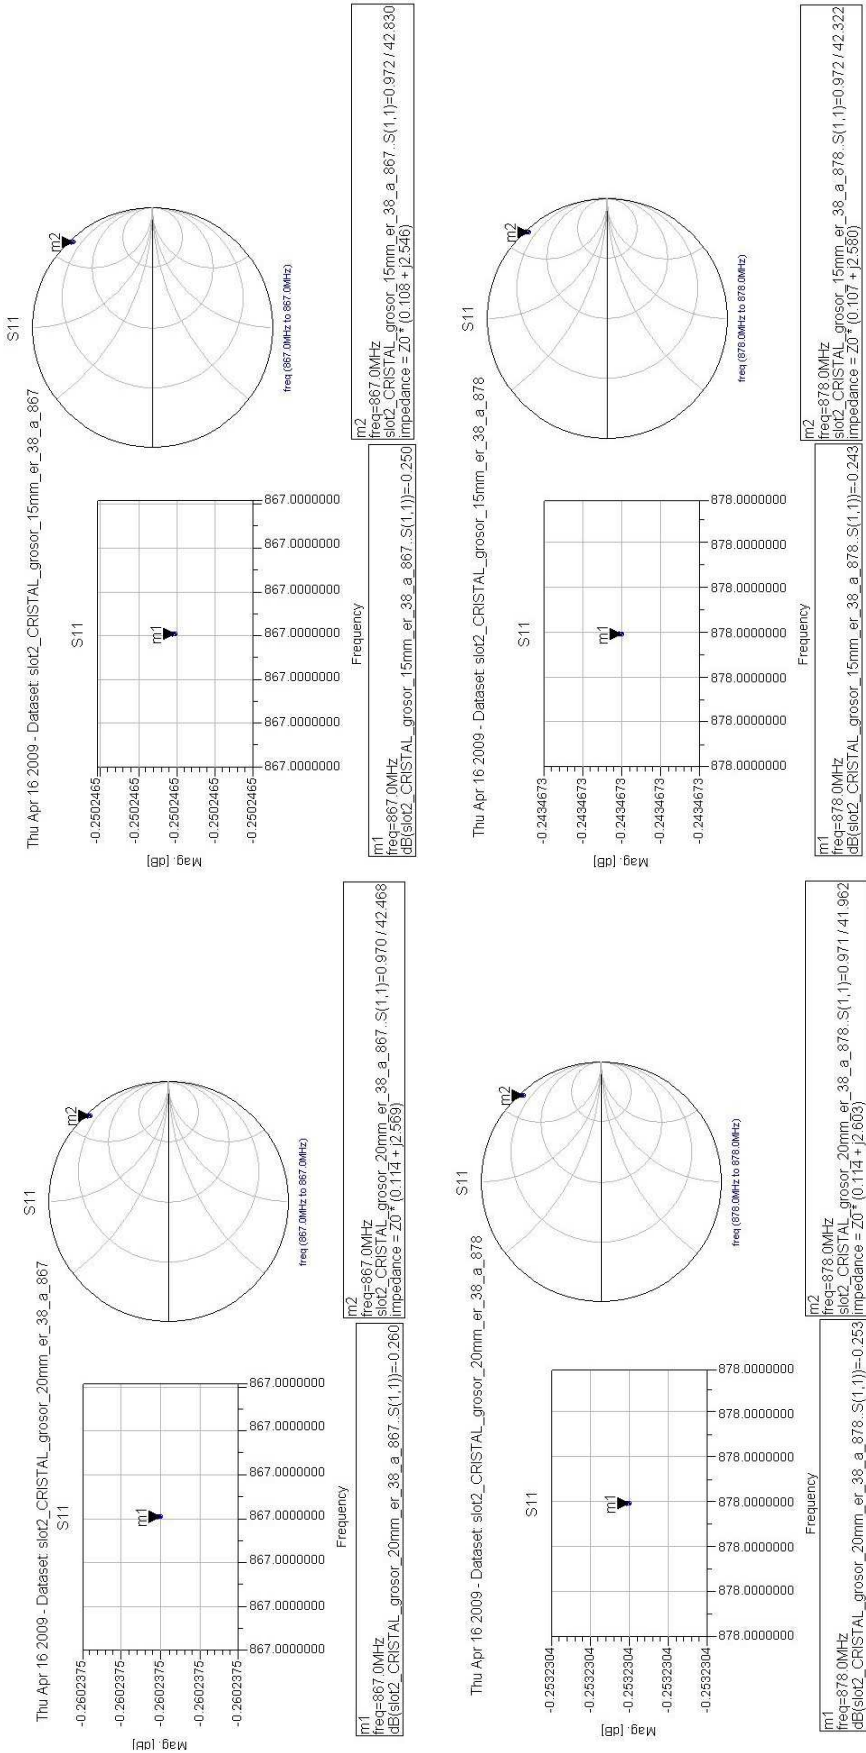 Thu Apr 16 2009 - Dataset: slot2_CRISTAL_grosor_20mm_er_38_a_867
S11
Mag. [dB]
-0.2602375
-0.2602375
-0.2602375
-0.2602375
-0.2602375
m1
867.0000000 867.0000000 867.0000000 867.0000000 867.0000000 867.0000000 867.0000000
Frequency
S11
m2
freq (867.0MHz to 867.0MHz)
m1
freq=867.0MHz
dB(slot2_CRISTAL_grosor_20mm_er_38_a_867..S(1,1))=-0.260
m2
freq=867.0MHz
slot2_CRISTAL_grosor_20mm_er_38_a_867..S(1,1)=0.970 / 42.468
impedance = Z0 * (0.114 + j2.569)
Thu Apr 16 2009 - Dataset: slot2_CRISTAL_grosor_15mm_er_38_a_867
S11
Mag. [dB]
-0.2502465
-0.2502465
-0.2502465
-0.2502465
-0.2502465
m1
867.0000000 867.0000000 867.0000000 867.0000000 867.0000000 867.0000000 867.0000000
Frequency
S11
m2
freq (867.0MHz to 867.0MHz)
m1
freq=867.0MHz
dB(slot2_CRISTAL_grosor_15mm_er_38_a_867..S(1,1))=-0.250
m2
freq=867.0MHz
slot2_CRISTAL_grosor_15mm_er_38_a_867..S(1,1)=0.972 / 42.830
impedance = Z0 * (0.108 + j2.546)
Thu Apr 16 2009 - Dataset: slot2_CRISTAL_grosor_20mm_er_38_a_878
S11
Mag. [dB]
-0.2532304
-0.2532304
-0.2532304
-0.2532304
-0.2532304
m1
878.0000000 878.0000000 878.0000000 878.0000000 878.0000000 878.0000000 878.0000000
Frequency
S11
m2
freq (878.0MHz to 878.0MHz)
m1
freq=878.0MHz
dB(slot2_CRISTAL_grosor_20mm_er_38_a_878..S(1,1))=-0.253
m2
freq=878.0MHz
slot2_CRISTAL_grosor_20mm_er_38_a_878..S(1,1)=0.971 / 41.962
impedance = Z0 * (0.114 + j2.603)
Thu Apr 16 2009 - Dataset: slot2_CRISTAL_grosor_15mm_er_38_a_878
S11
Mag. [dB]
-0.2434673
-0.2434673
-0.2434673
-0.2434673
-0.2434673
m1
878.0000000 878.0000000 878.0000000 878.0000000 878.0000000 878.0000000 878.0000000
Frequency
S11
m2
freq (878.0MHz to 878.0MHz)
m1
freq=878.0MHz
dB(slot2_CRISTAL_grosor_15mm_er_38_a_878..S(1,1))=-0.243
m2
freq=878.0MHz
slot2_CRISTAL_grosor_15mm_er_38_a_878..S(1,1)=0.972 / 42.322
impedance = Z0 * (0.107 + j2.580)